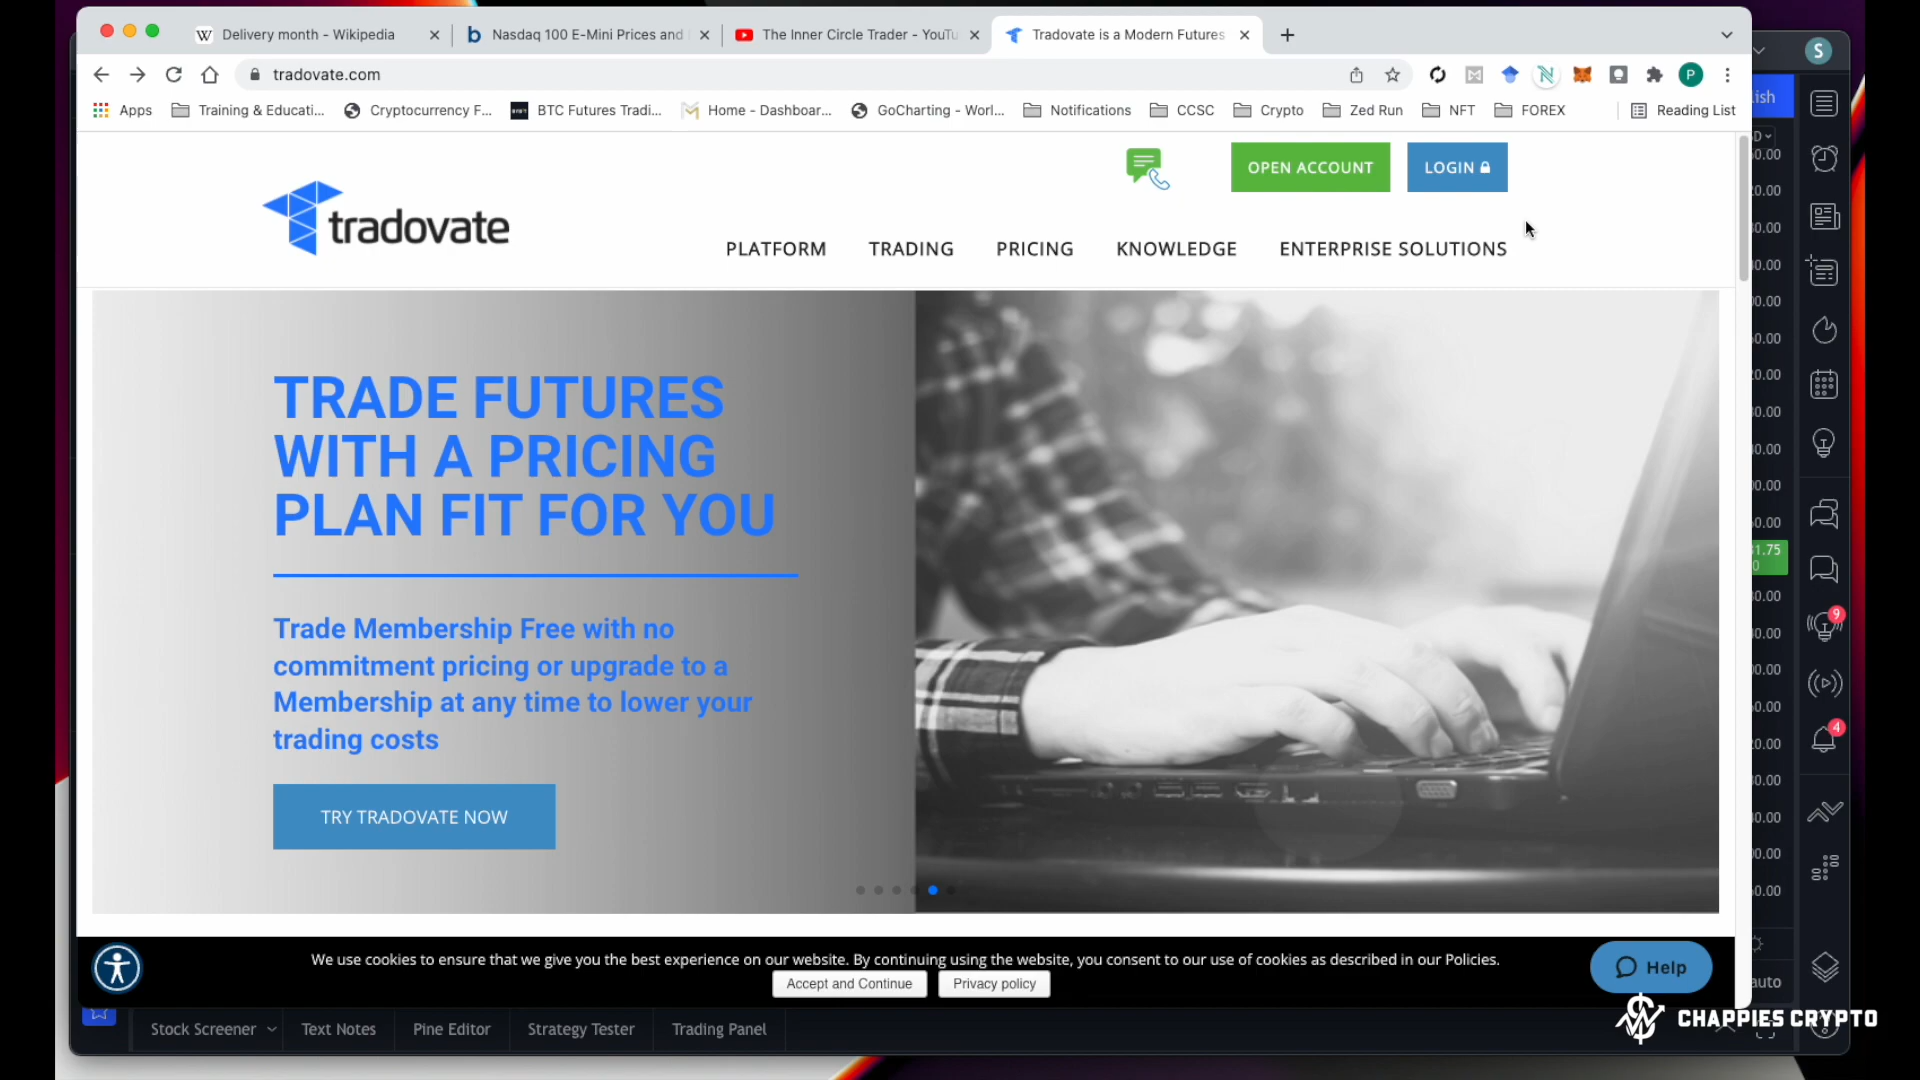 Delivery month - Wikipedia
Nasdaq 100 E-Mini Prices and
The Inner Circle Trader - YouTu
Tradovate is a Modern Futures
S
tradovate.com
P
Apps
Training & Educati...
Cryptocurrency F...
BTC Futures Tradi...
Home - Dashboar...
GoCharting - Worl...
Notifications
CCSC
Crypto
Zed Run
NFT
FOREX
Reading List
tradovate
OPEN ACCOUNT
LOGIN
PLATFORM
TRADING
PRICING
KNOWLEDGE
ENTERPRISE SOLUTIONS
TRADE FUTURES
WITH A PRICING
PLAN FIT FOR YOU
Trade Membership Free with no
commitment pricing or upgrade to a
Membership at any time to lower your
trading costs
TRY TRADOVATE NOW
9
4
We use cookies to ensure that we give you the best experience on our website. By continuing using the website, you consent to our use of cookies as described in our Policies.
Accept and Continue
Privacy policy
Help
auto
Stock Screener
Text Notes
Pine Editor
Strategy Tester
Trading Panel
CHAPPIES CRYPTO